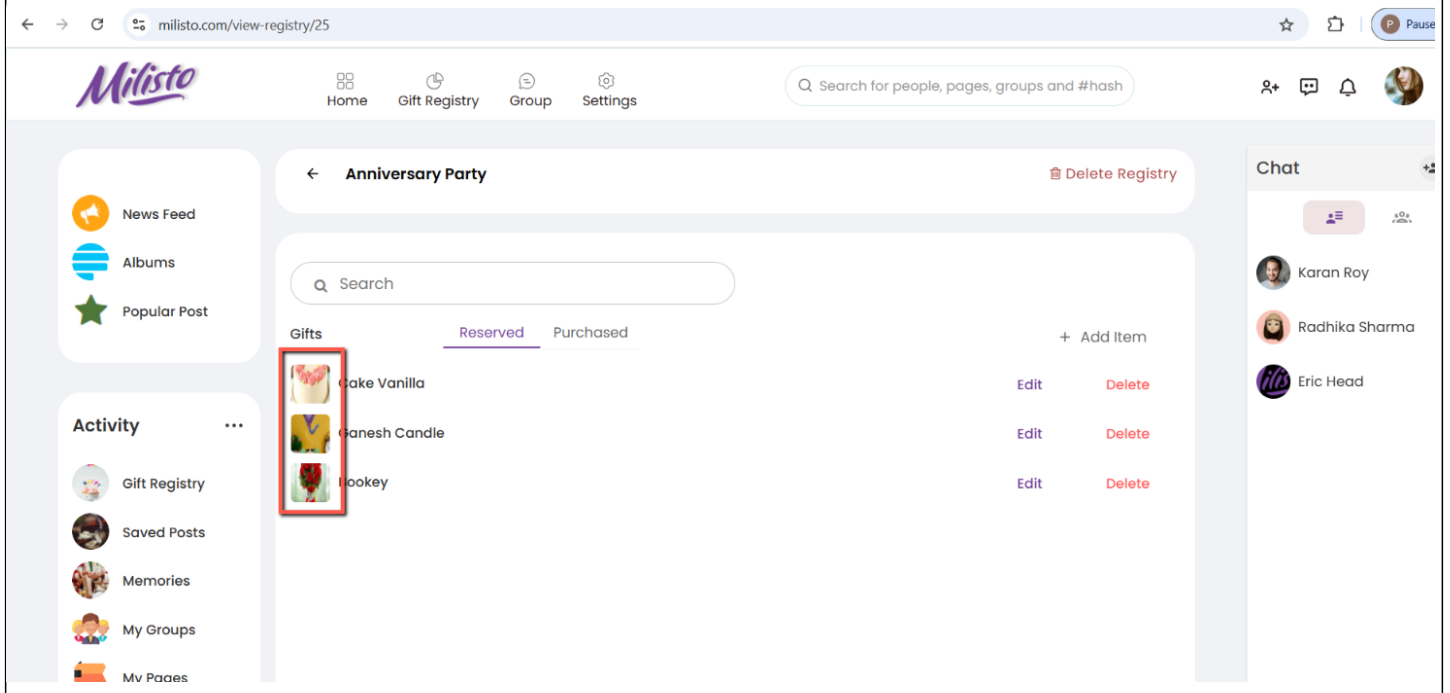 milisto.com/view-registry/25
Pause
P
Milisto
Home Gift Registry Group Settings
Search for people, pages, groups and #hash
Anniversary Party
Delete Registry
Chat
News Feed
Albums
Popular Post
Search
Gifts Reserved Purchased
+ Add Item
Cake Vanilla Edit Delete
Ganesh Candle Edit Delete
ookey Edit Delete
Karan Roy
Radhika Sharma
ilis
Eric Head
Activity
Gift Registry
Saved Posts
Memories
My Groups
My Pages